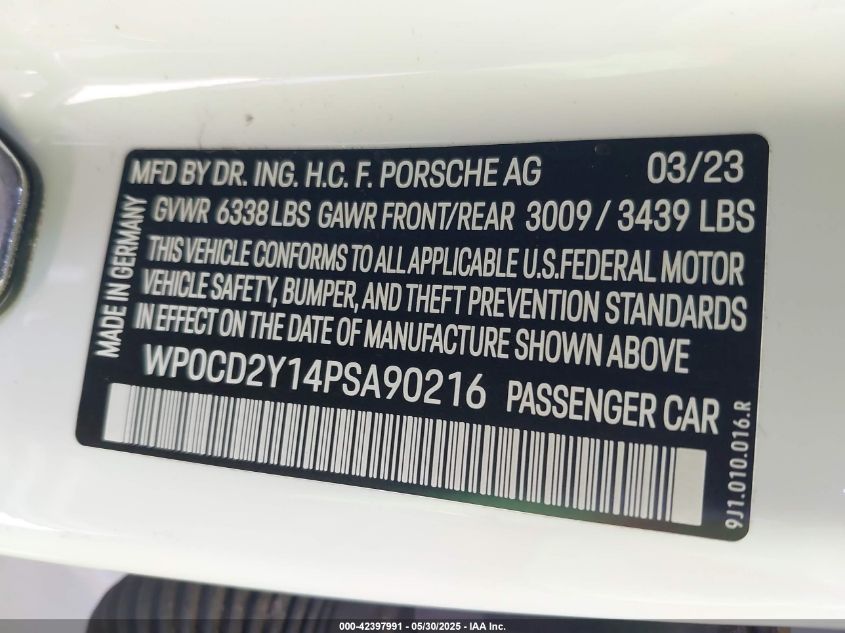 MFD BY DR. ING. H.C. F. PORSCHE AG 03/23
GVWR 6338 LBS GAWR FRONT/REAR 3009 / 3439 LBS
THIS VEHICLE CONFORMS TO ALL APPLICABLE U.S.FEDERAL MOTOR
VEHICLE SAFETY, BUMPER, AND THEFT PREVENTION STANDARDS
IN EFFECT ON THE DATE OF MANUFACTURE SHOWN ABOVE
WP0CD2Y14PSA90216 PASSENGER CAR
MADE IN GERMANY
9J1.010.016.R
000-42397991 - 05/30/2025 - IAA Inc.